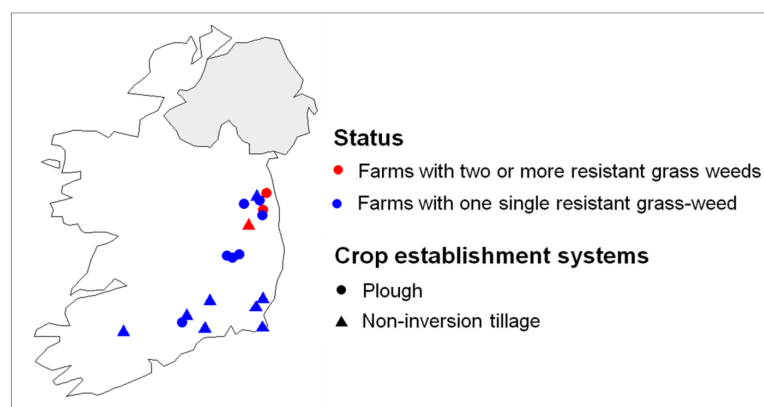 Status
Farms with two or more resistant grass weeds
Farms with one single resistant grass-weed
Crop establishment systems
Plough
Non-inversion tillage